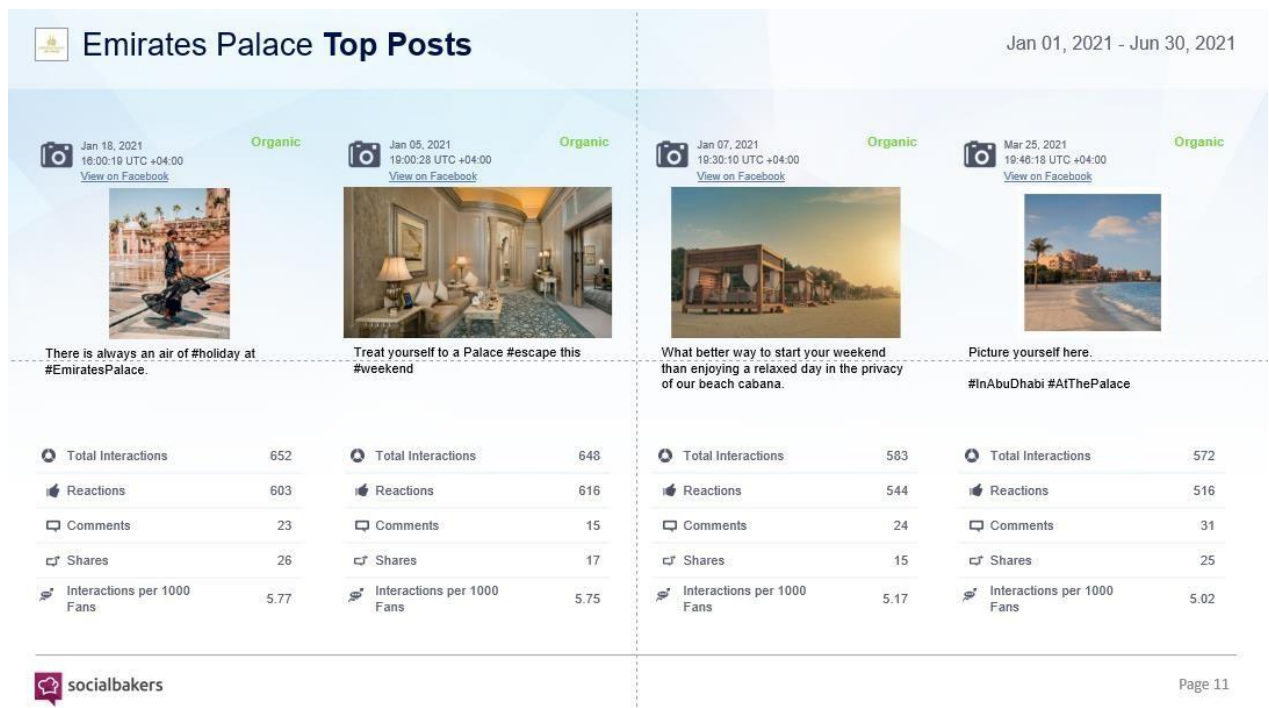 Emirates Palace Top Posts
Jan 01, 2021 - Jun 30, 2021
Jan 18, 2021
16:00:19 UTC +04:00
View on Facebook
Organic
There is always an air of #holiday at
#EmiratesPalace.
Total Interactions 652
Reactions 603
Comments 23
Shares 26
Interactions per 1000
Fans
5.77
Jan 05, 2021
19:00:28 UTC +04:00
View on Facebook
Organic
Treat yourself to a Palace #escape this
#weekend
Total Interactions 648
Reactions 616
Comments 15
Shares 17
Interactions per 1000
Fans
5.75
Jan 07, 2021
19:30:10 UTC +04:00
View on Facebook
Organic
What better way to start your weekend
than enjoying a relaxed day in the privacy
of our beach cabana.
Total Interactions 583
Reactions 544
Comments 24
Shares 15
Interactions per 1000
Fans
5.17
Mar 25, 2021
19:46:18 UTC +04:00
View on Facebook
Organic
Picture yourself here.
#InAbuDhabi #AtThePalace
Total Interactions 572
Reactions 516
Comments 31
Shares 25
Interactions per 1000
Fans
5.02
socialbakers
Page 11